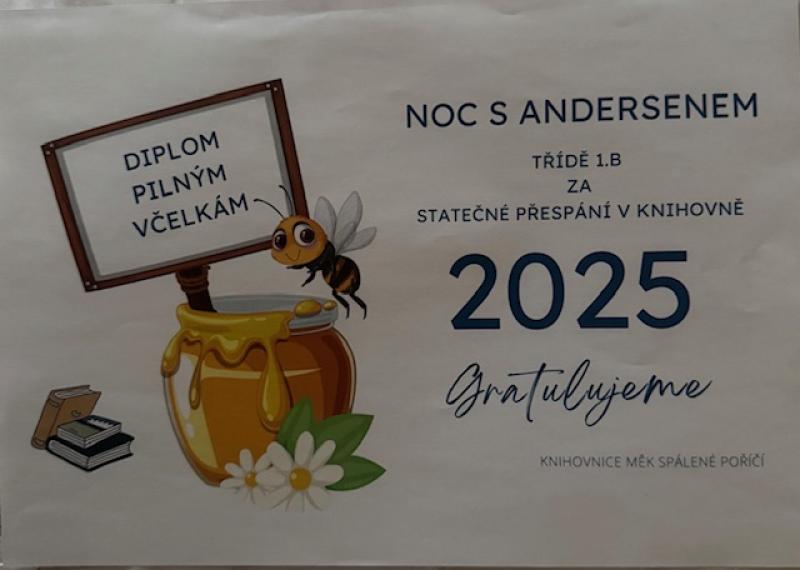 DIPLOM
PILNÝM
VČELKÁM
NOC S ANDERSENEM
TŘÍDĚ 1.B
ZA
STATEČNÉ PŘESPÁNÍ V KNIHOVNĚ
2025
Gratulujeme
KNIHOVNICE MĚK SPÁLENÉ POŘÍČÍ